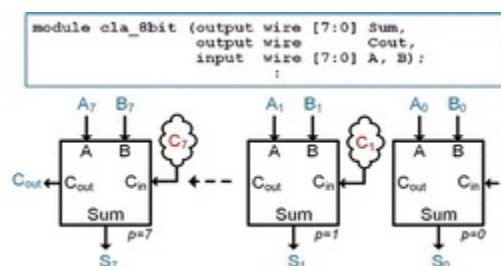 module cla_8bit (output wire [7:0] Sum,
output wire Cout,
input wire [7:0] A, B);
:
A7 B7 A1 B1 A0 B0
C7 C1
A B A B A B
Cout Cout Cin Cout Cin Cout Cin
Sum Sum Sum
p=7 p=1 p=0
S7 S1 S0